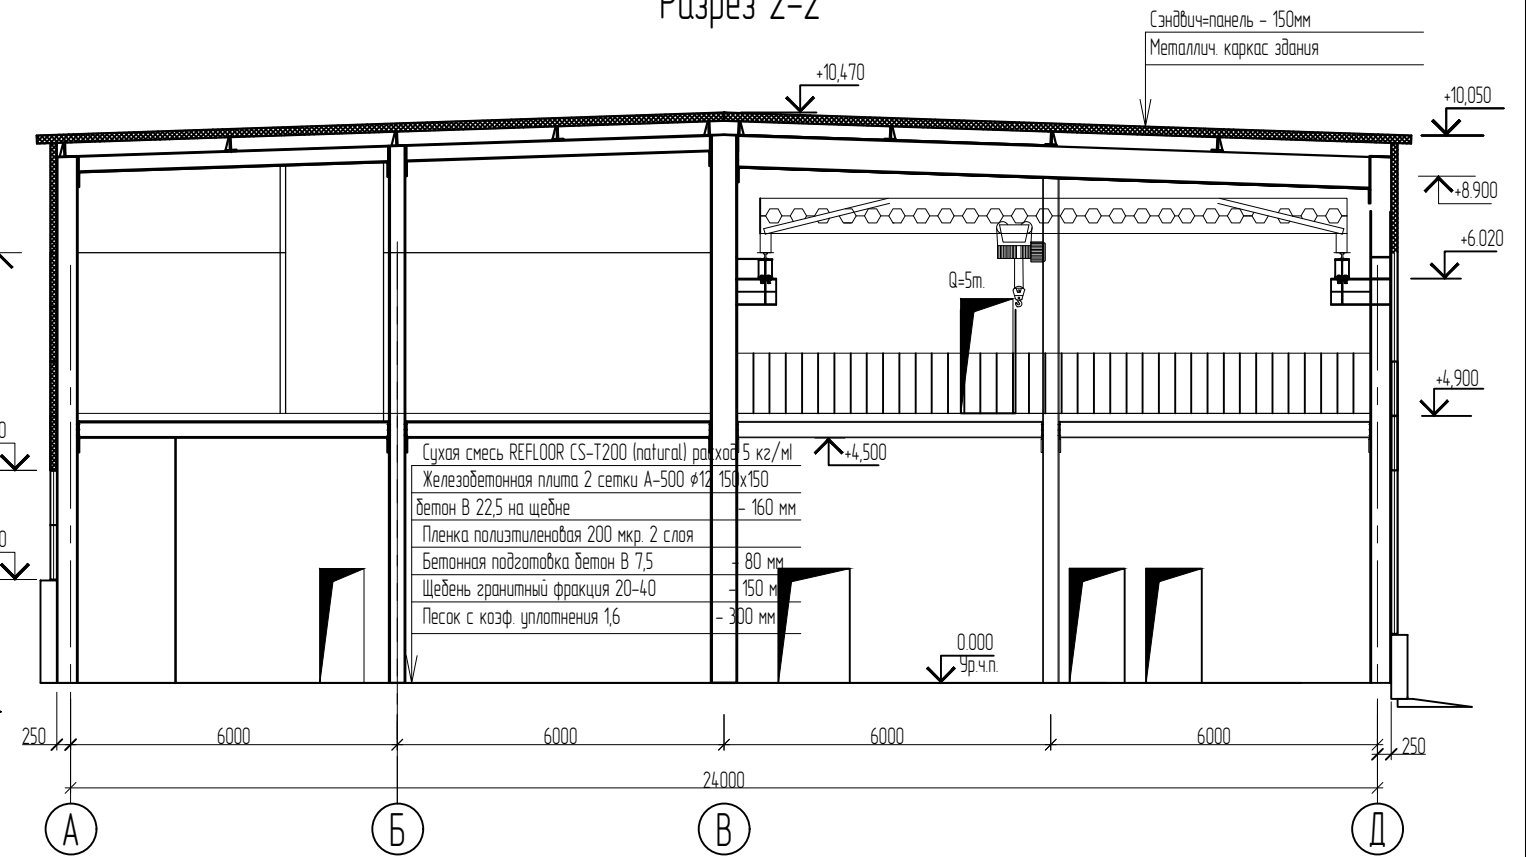 Разрез 2-2
Сэндвич=панель - 150мм
Металлич. каркас здания
+10,470
+10,050
+8.900
+6.020
Q=5т.
+4,900
+4,500
Сухая смесь REFLOOR CS-T200 (natural) расход 5 кг/мl
Железобетонная плита 2 сетки А-500 ф12 150х150
бетон В 22,5 на щебне - 160 мм
Пленка полиэтиленовая 200 мкр. 2 слоя
Бетонная подготовка бетон В 7,5 - 80 мм
Щебень гранитный фракция 20-40 - 150 м
Песок с коэф. уплотнения 1,6 - 300 мм
0.000
Ур.ч.п.
0
0
250 6000 6000 6000 6000 250
24000
А Б В Д